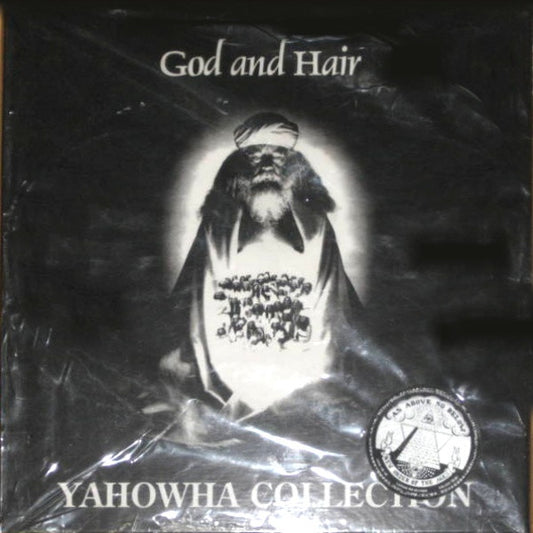 God and Hair
AS ABOVE SO BELOW
YAHOWHA COLLECTION